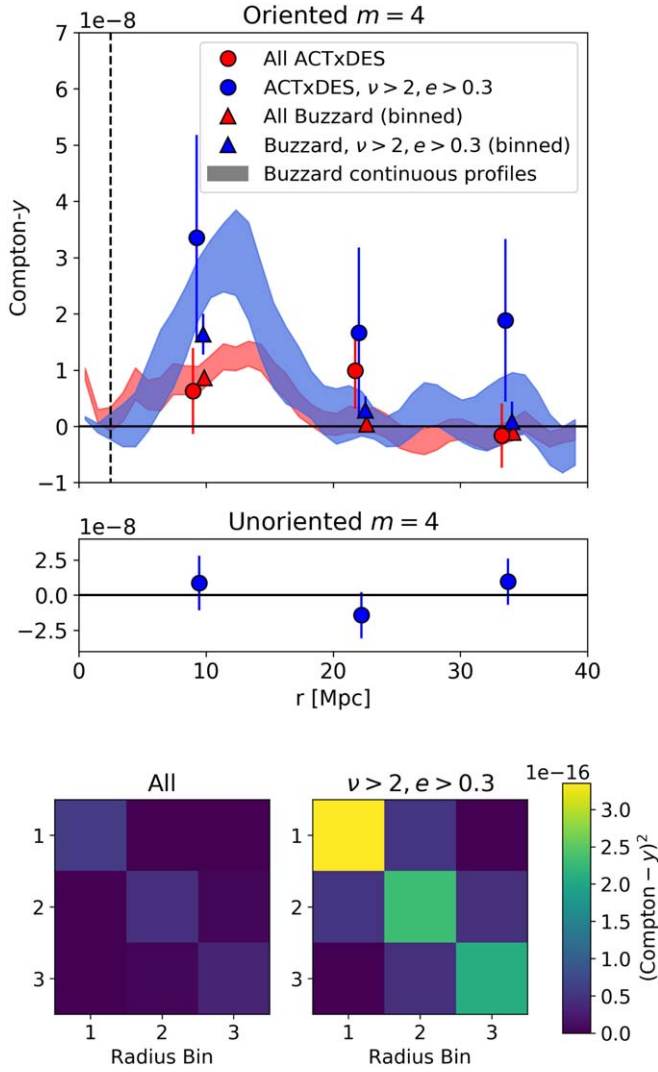 Oriented m = 4
1e−8
7
6
5
4
3
2
1
0
−1
Compton-y
All ACTxDES
ACTxDES, ν > 2, e > 0.3
All Buzzard (binned)
Buzzard, ν > 2, e > 0.3 (binned)
Buzzard continuous profiles
Unoriented m = 4
1e−8
2.5
0.0
−2.5
0 10 20 30 40
r [Mpc]
All
1
2
3
1 2 3
Radius Bin
ν > 2, e > 0.3
1
2
3
1 2 3
Radius Bin
1e−16
3.0
2.5
2.0
1.5
1.0
0.5
0.0
(Compton − y)²